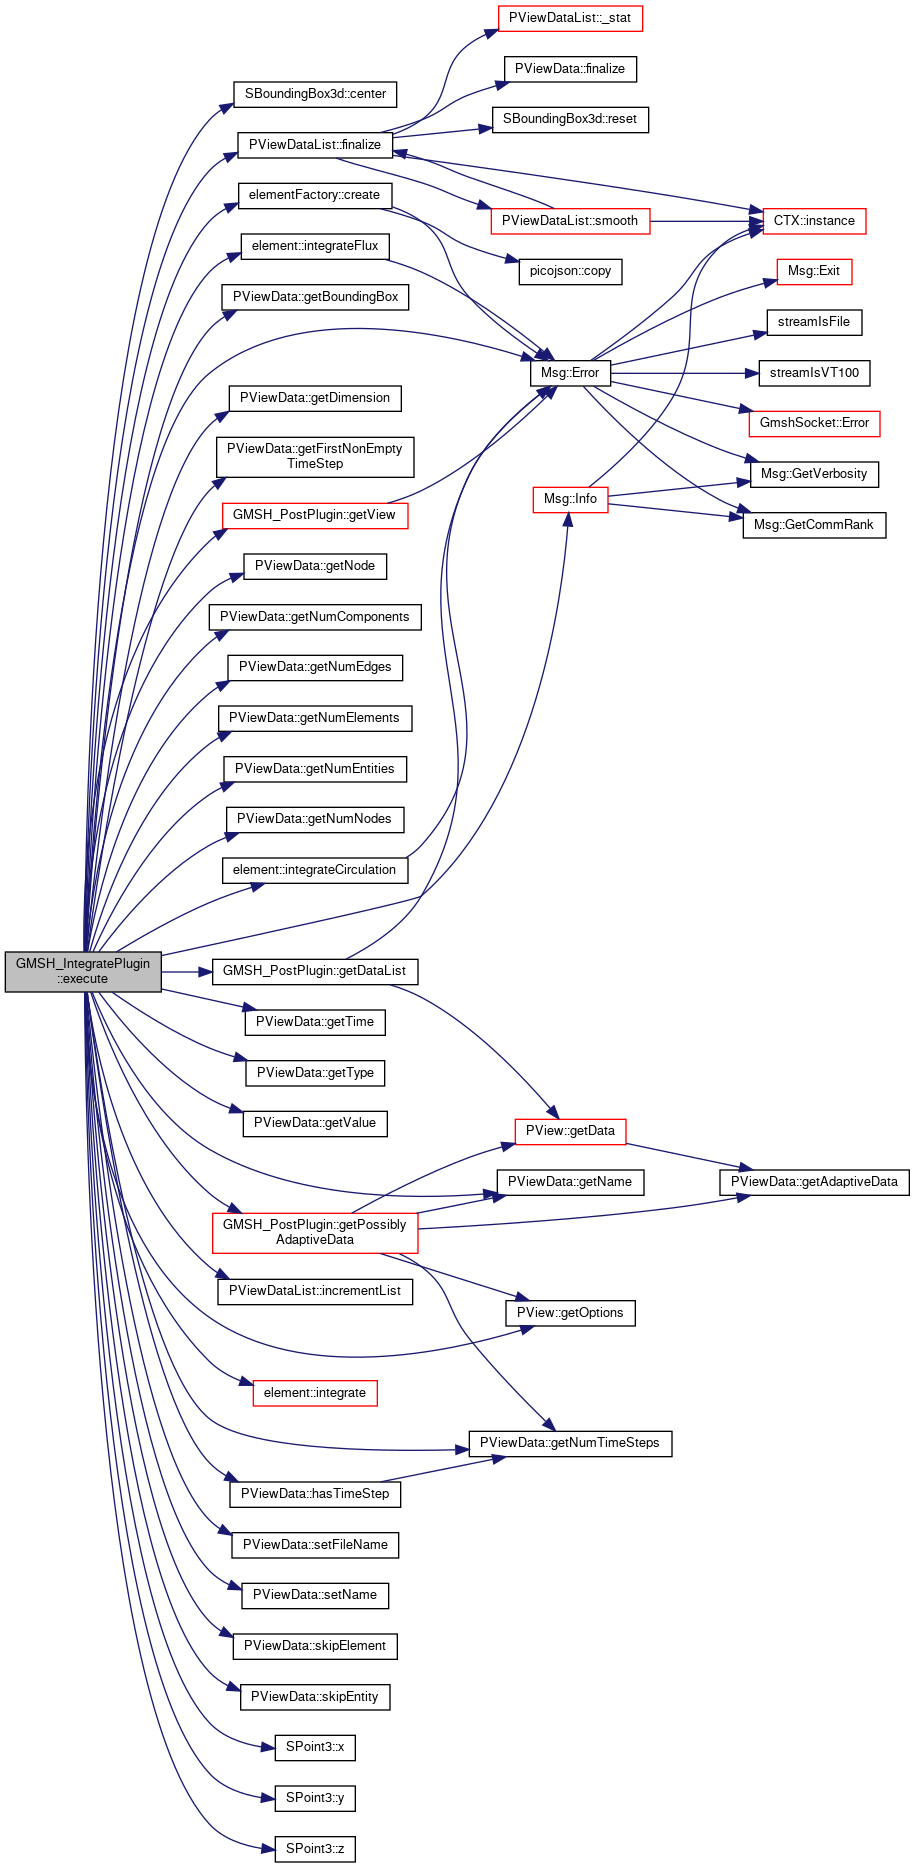 PViewDataList::_stat
PViewData::finalize
SBoundingBox3d::center
SBoundingBox3d::reset
PViewDataList::finalize
elementFactory::create
PViewDataList::smooth
CTX::instance
element::integrateFlux
picojson::copy
Msg::Exit
PViewData::getBoundingBox
streamIsFile
Msg::Error
streamIsVT100
PViewData::getDimension
GmshSocket::Error
PViewData::getFirstNonEmpty
TimeStep
Msg::GetVerbosity
Msg::Info
GMSH_PostPlugin::getView
Msg::GetCommRank
PViewData::getNode
PViewData::getNumComponents
PViewData::getNumEdges
PViewData::getNumElements
PViewData::getNumEntities
PViewData::getNumNodes
element::integrateCirculation
GMSH_IntegratePlugin
::execute
GMSH_PostPlugin::getDataList
PViewData::getTime
PViewData::getType
PViewData::getValue
PView::getData
PViewData::getName
PViewData::getAdaptiveData
GMSH_PostPlugin::getPossibly
AdaptiveData
PViewDataList::incrementList
PView::getOptions
element::integrate
PViewData::getNumTimeSteps
PViewData::hasTimeStep
PViewData::setFileName
PViewData::setName
PViewData::skipElement
PViewData::skipEntity
SPoint3::x
SPoint3::y
SPoint3::z